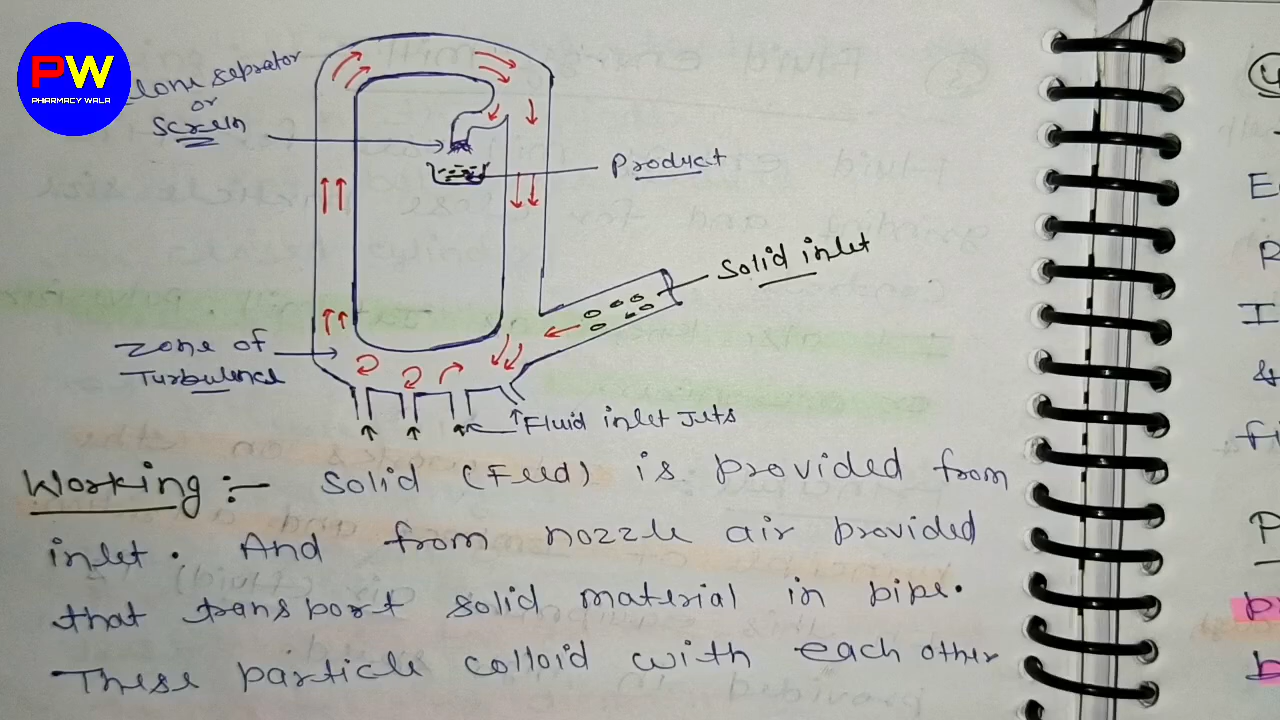 PW
PHARMACY WALA
lone seprator
or
Screen
Product
Solid inlet
Zone of
Turbulence
Fluid inlet Jets
Working :- Solid (Feed) is provided from
inlet. And from nozzle air provided
that transport solid material in pipe.
These particle colloid with each other